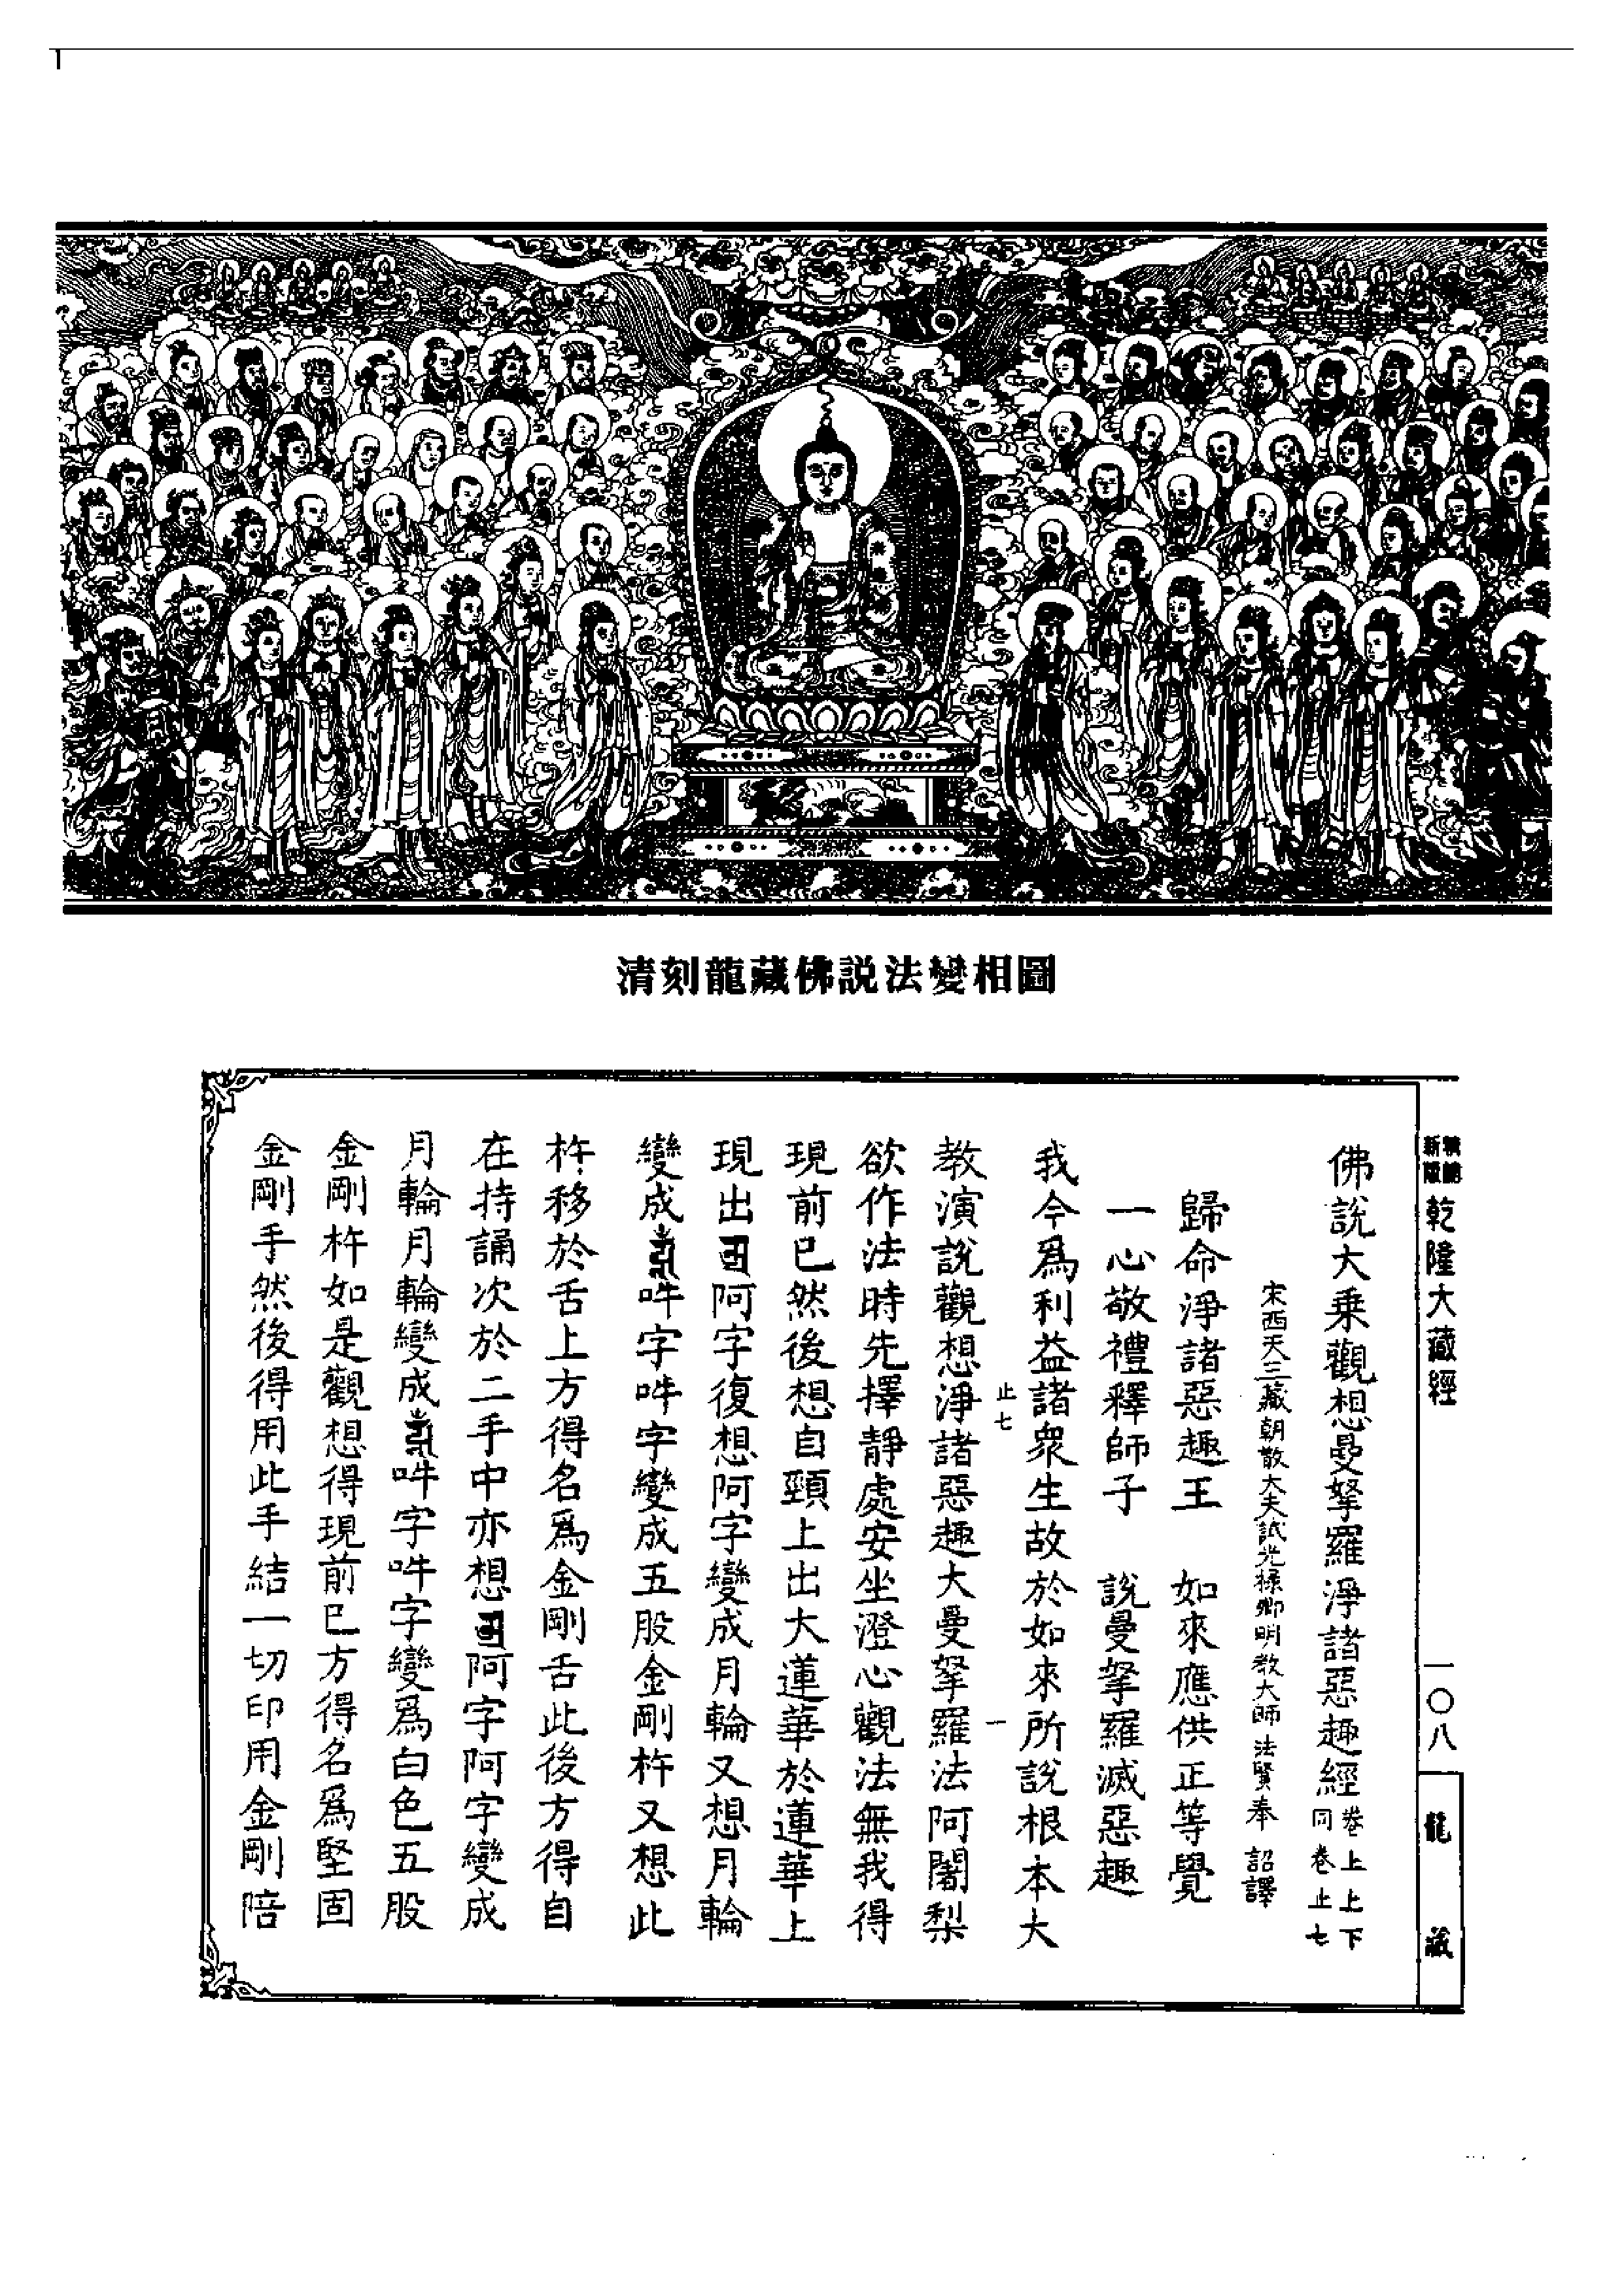 1
清刻龍藏佛説法變相圖
新版
精縮
乾隆大藏經
一〇八
龍藏
佛說大乘觀想曼拏羅淨諸惡趣經
卷上上下
同卷止七
宋西天三藏朝散大夫試光祿卿明教大師法賢奉 詔譯
歸命淨諸惡趣王 如來應供正等覺
一心敬禮釋師子 說曼拏羅滅惡趣
我今爲利益諸衆生故於如來所說根本大
止七 一
教演說觀想淨諸惡趣大曼拏羅法阿闍梨
欲作法時先擇靜處安坐澄心觀法無我得
現前已然後想自頸上出大蓮華於蓮華上
現出阿字復想阿字變成月輪又想月輪
變成吽字吽字變成五股金剛杵又想此
杵移於舌上方得名爲金剛舌此後方得自
在持誦次於二手中亦想阿字阿字變成
月輪月輪變成吽字吽字變爲白色五股
金剛杵如是觀想得現前已方得名爲堅固
金剛手然後得用此手結一切印用金剛陪